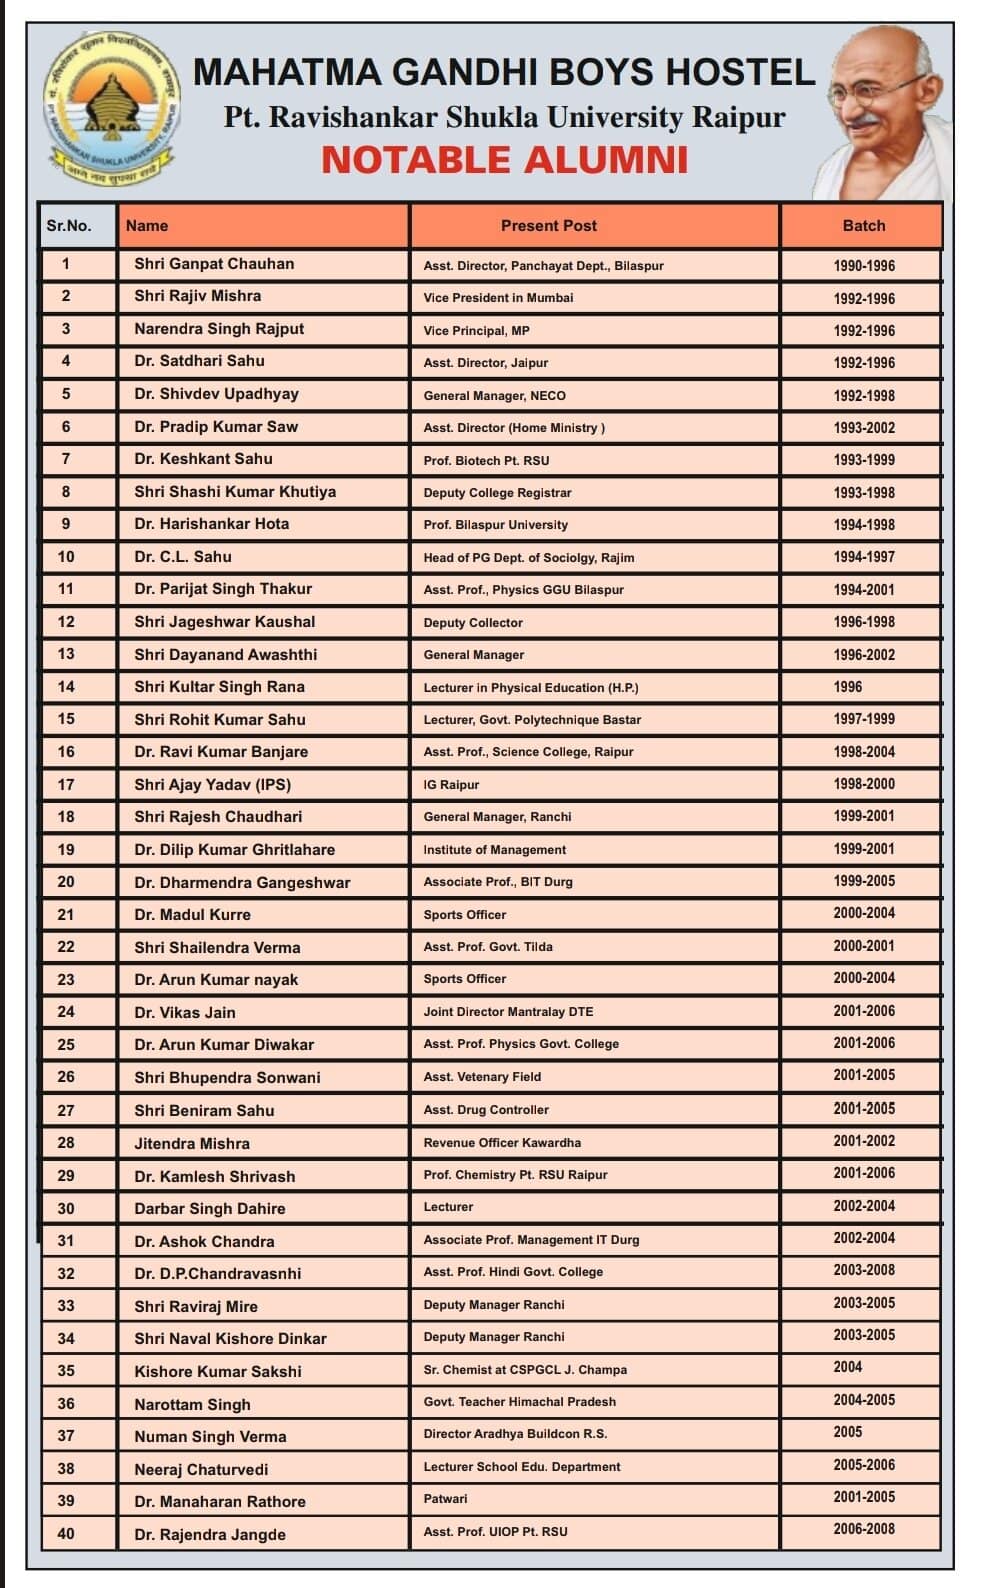 पं. रविशंकर शुक्ल विश्वविद्यालय, रायपुर
PT. RAVISHANKAR SHUKLA UNIVERSITY, RAIPUR
MAHATMA GANDHI BOYS HOSTEL
Pt. Ravishankar Shukla University Raipur
NOTABLE ALUMNI
Sr.No. Name Present Post Batch
1 Shri Ganpat Chauhan Asst. Director, Panchayat Dept., Bilaspur 1990-1996
2 Shri Rajiv Mishra Vice President in Mumbai 1992-1996
3 Narendra Singh Rajput Vice Principal, MP 1992-1996
4 Dr. Satdhari Sahu Asst. Director, Jaipur 1992-1996
5 Dr. Shivdev Upadhyay General Manager, NECO 1992-1998
6 Dr. Pradip Kumar Saw Asst. Director (Home Ministry ) 1993-2002
7 Dr. Keshkant Sahu Prof. Biotech Pt. RSU 1993-1999
8 Shri Shashi Kumar Khutiya Deputy College Registrar 1993-1998
9 Dr. Harishankar Hota Prof. Bilaspur University 1994-1998
10 Dr. C.L. Sahu Head of PG Dept. of Sociolgy, Rajim 1994-1997
11 Dr. Parijat Singh Thakur Asst. Prof., Physics GGU Bilaspur 1994-2001
12 Shri Jageshwar Kaushal Deputy Collector 1996-1998
13 Shri Dayanand Awashthi General Manager 1996-2002
14 Shri Kultar Singh Rana Lecturer in Physical Education (H.P.) 1996
15 Shri Rohit Kumar Sahu Lecturer, Govt. Polytechnique Bastar 1997-1999
16 Dr. Ravi Kumar Banjare Asst. Prof., Science College, Raipur 1998-2004
17 Shri Ajay Yadav (IPS) IG Raipur 1998-2000
18 Shri Rajesh Chaudhari General Manager, Ranchi 1999-2001
19 Dr. Dilip Kumar Ghritlahare Institute of Management 1999-2001
20 Dr. Dharmendra Gangeshwar Associate Prof., BIT Durg 1999-2005
21 Dr. Madul Kurre Sports Officer 2000-2004
22 Shri Shailendra Verma Asst. Prof. Govt. Tilda 2000-2001
23 Dr. Arun Kumar nayak Sports Officer 2000-2004
24 Dr. Vikas Jain Joint Director Mantralay DTE 2001-2006
25 Dr. Arun Kumar Diwakar Asst. Prof. Physics Govt. College 2001-2006
26 Shri Bhupendra Sonwani Asst. Vetenary Field 2001-2005
27 Shri Beniram Sahu Asst. Drug Controller 2001-2005
28 Jitendra Mishra Revenue Officer Kawardha 2001-2002
29 Dr. Kamlesh Shrivash Prof. Chemistry Pt. RSU Raipur 2001-2006
30 Darbar Singh Dahire Lecturer 2002-2004
31 Dr. Ashok Chandra Associate Prof. Management IT Durg 2002-2004
32 Dr. D.P.Chandravasnhi Asst. Prof. Hindi Govt. College 2003-2008
33 Shri Raviraj Mire Deputy Manager Ranchi 2003-2005
34 Shri Naval Kishore Dinkar Deputy Manager Ranchi 2003-2005
35 Kishore Kumar Sakshi Sr. Chemist at CSPGCL J. Champa 2004
36 Narottam Singh Govt. Teacher Himachal Pradesh 2004-2005
37 Numan Singh Verma Director Aradhya Buildcon R.S. 2005
38 Neeraj Chaturvedi Lecturer School Edu. Department 2005-2006
39 Dr. Manaharan Rathore Patwari 2001-2005
40 Dr. Rajendra Jangde Asst. Prof. UIOP Pt. RSU 2006-2008